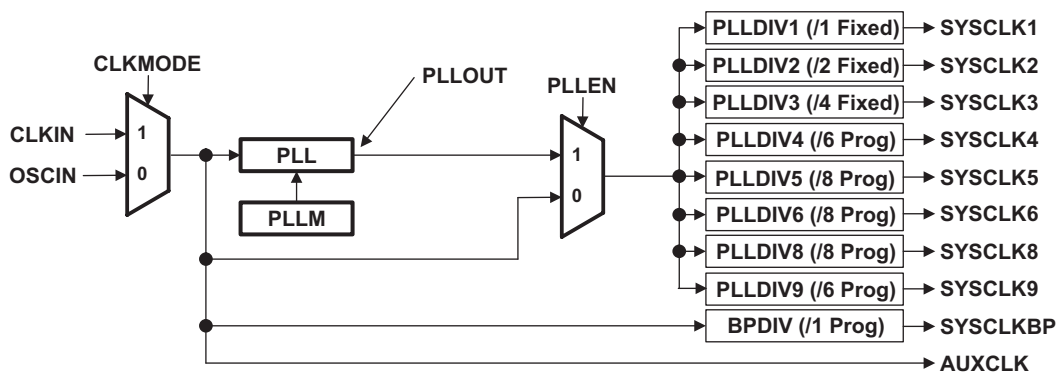 PLLDIV1 (/1 Fixed) SYSCLK1
CLKMODE
PLLOUT
PLLDIV2 (/2 Fixed) SYSCLK2
PLLEN
PLLDIV3 (/4 Fixed) SYSCLK3
CLKIN
1
PLLDIV4 (/6 Prog) SYSCLK4
PLL
1
OSCIN
0
PLLDIV5 (/8 Prog) SYSCLK5
0
PLLM
PLLDIV6 (/8 Prog) SYSCLK6
PLLDIV8 (/8 Prog) SYSCLK8
PLLDIV9 (/6 Prog) SYSCLK9
BPDIV (/1 Prog) SYSCLKBP
AUXCLK